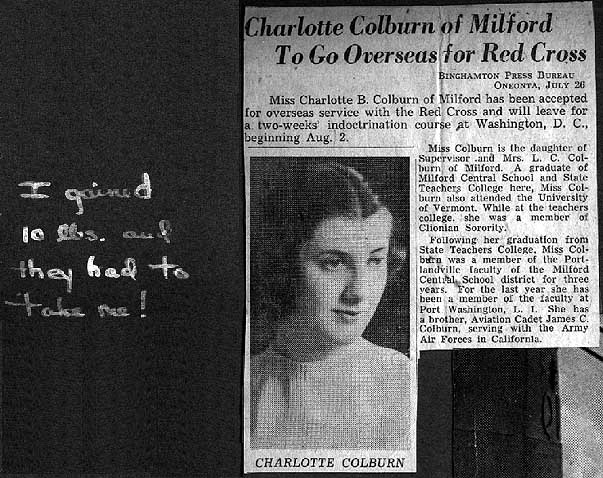 I gained
10 lbs. and
they had to
take me!
Charlotte Colburn of Milford
To Go Overseas for Red Cross
BINGHAMTON PRESS BUREAU
ONEONTA, JULY 26
Miss Charlotte B. Colburn of Milford has been accepted
for overseas service with the Red Cross and will leave for
a two-weeks' indoctrination course at Washington, D. C.,
beginning Aug. 2.
Miss Colburn is the daughter of
Supervisor and Mrs. L. C. Col-
burn of Milford. A graduate of
Milford Central School and State
Teachers College here, Miss Col-
burn also attended the University
of Vermont. While at the teachers
college, she was a member of
Clionian Sorority.
Following her graduation from
State Teachers College, Miss Col-
burn was a member of the Port-
landville faculty of the Milford
Central School district for three
years. For the last year she has
been a member of the faculty at
Port Washington, L. I. She has
a brother, Aviation Cadet James C.
Colburn, serving with the Army
Air Forces in California.
CHARLOTTE COLBURN